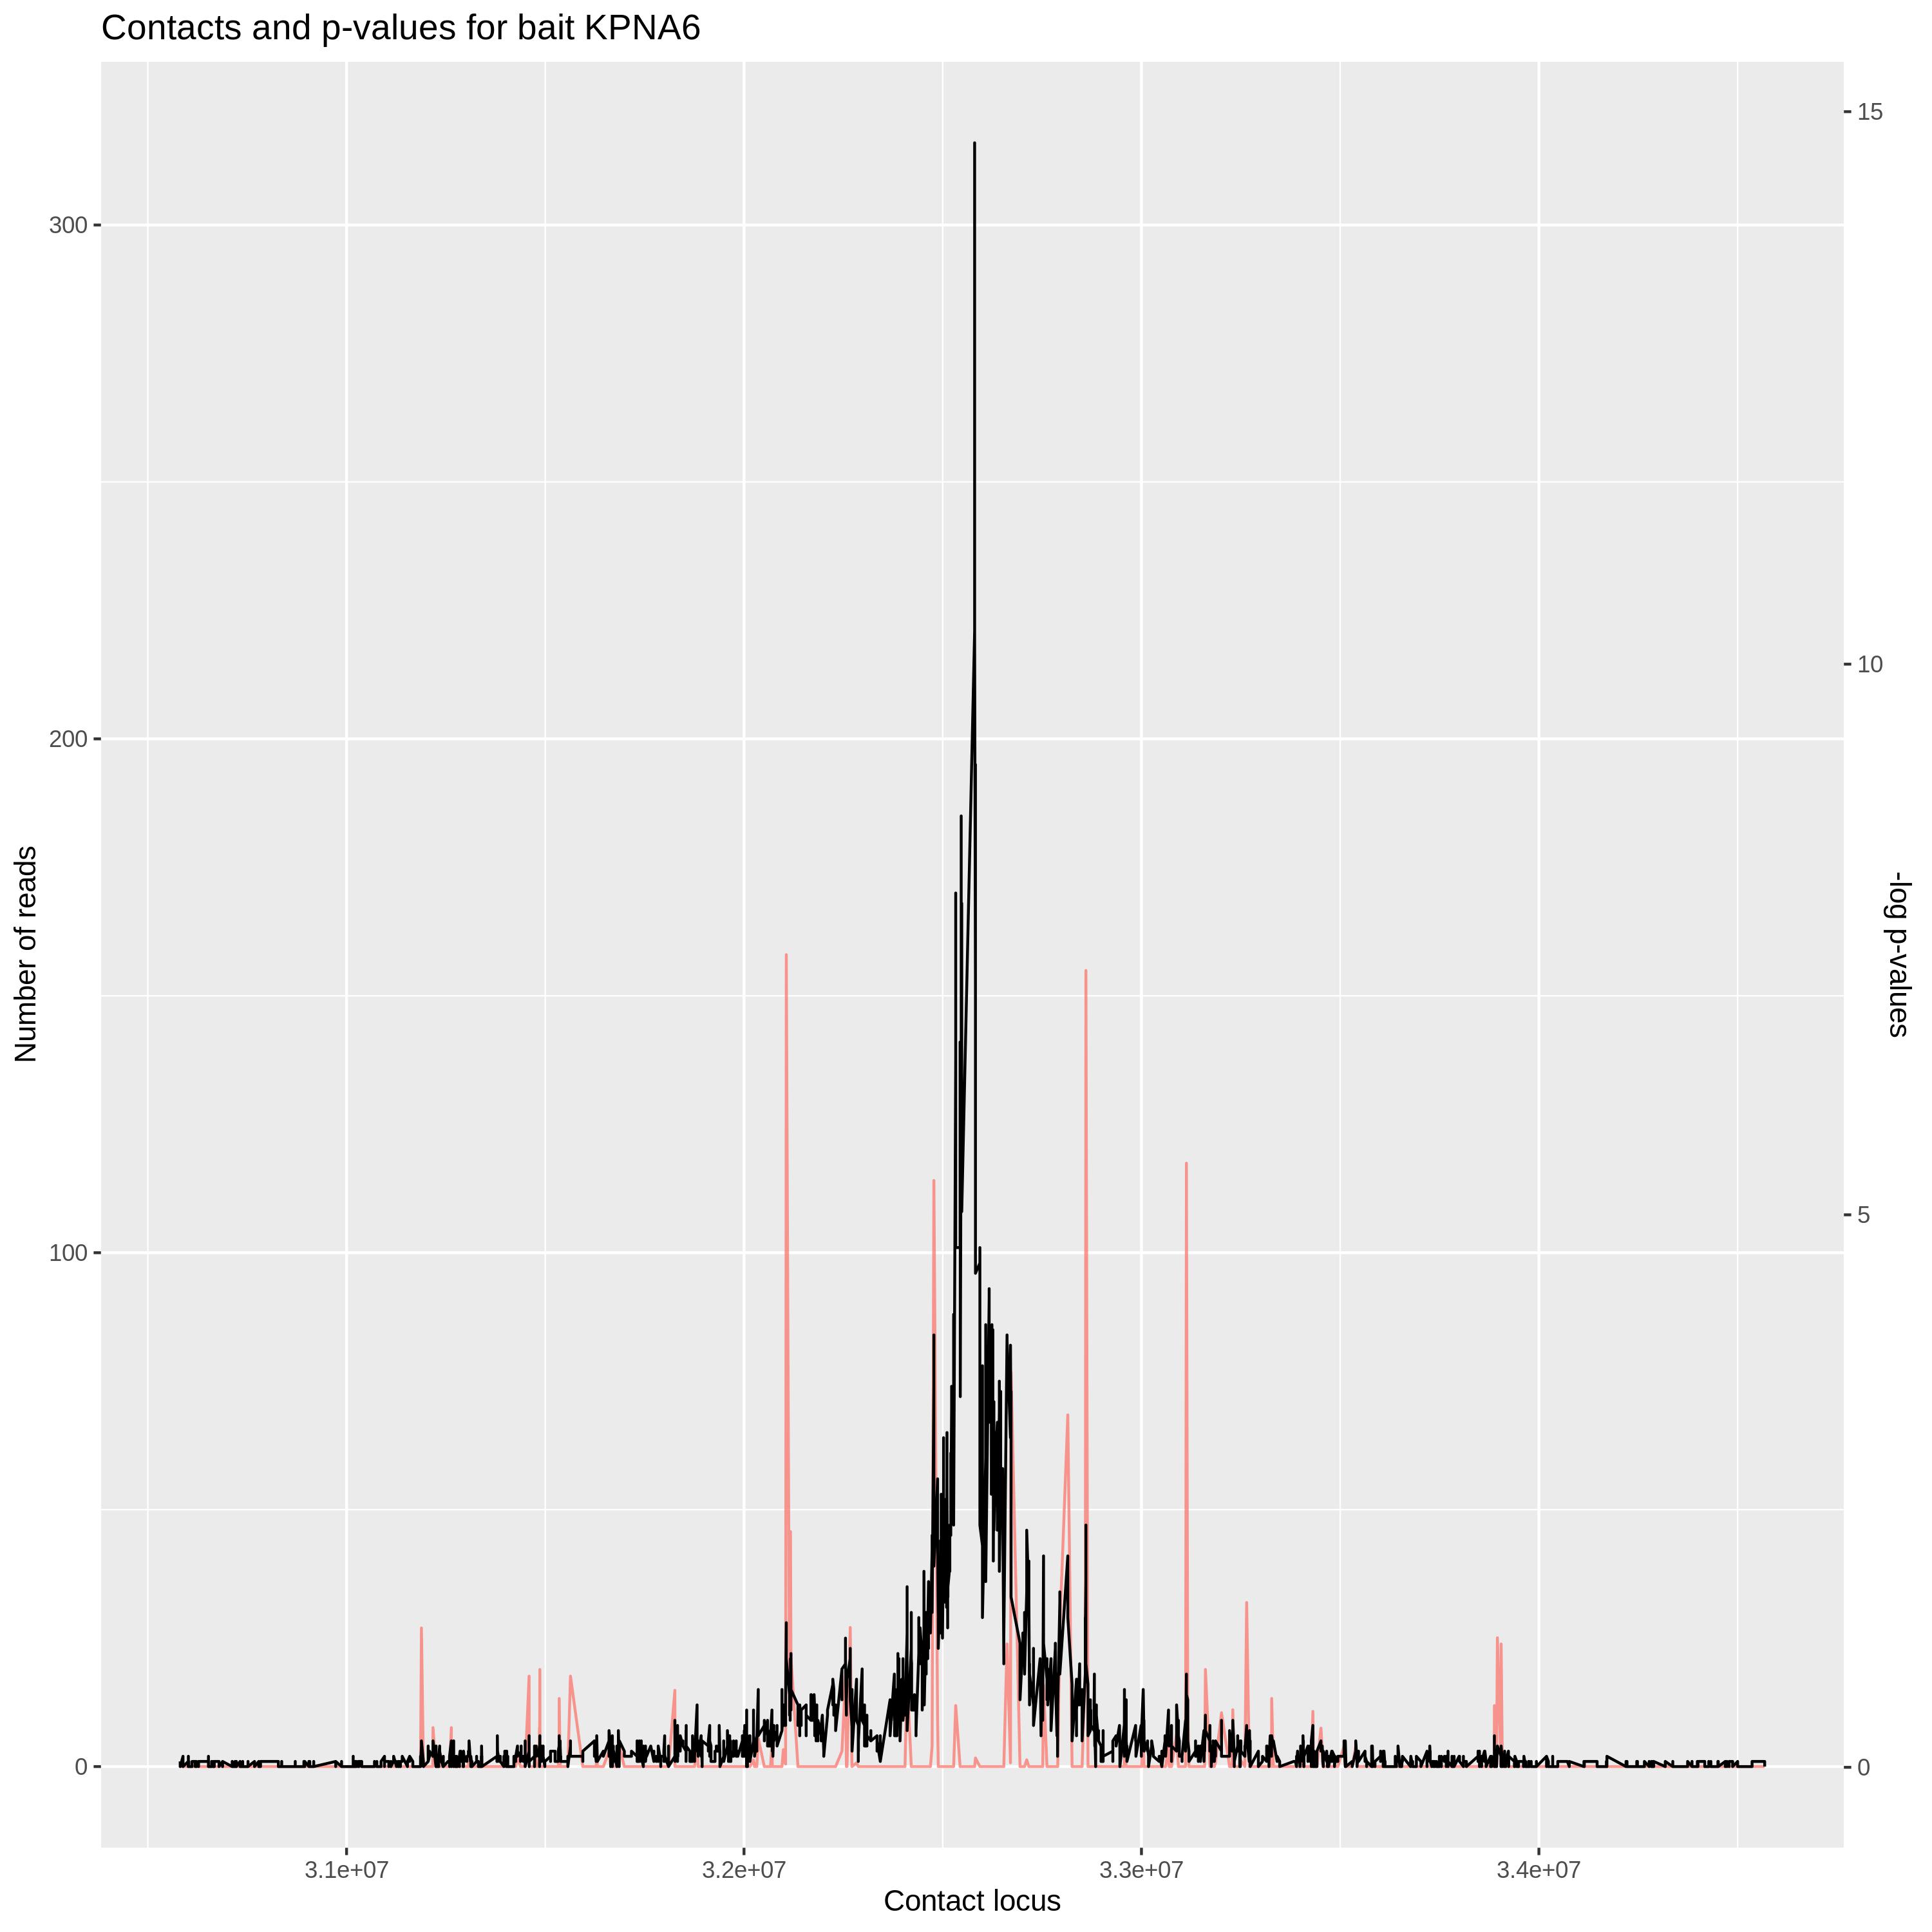 Contacts and p-values for bait KPNA6
300
200
100
0
Number of reads
15
10
5
0
-log p-values
3.1e+07
3.2e+07
3.3e+07
3.4e+07
Contact locus